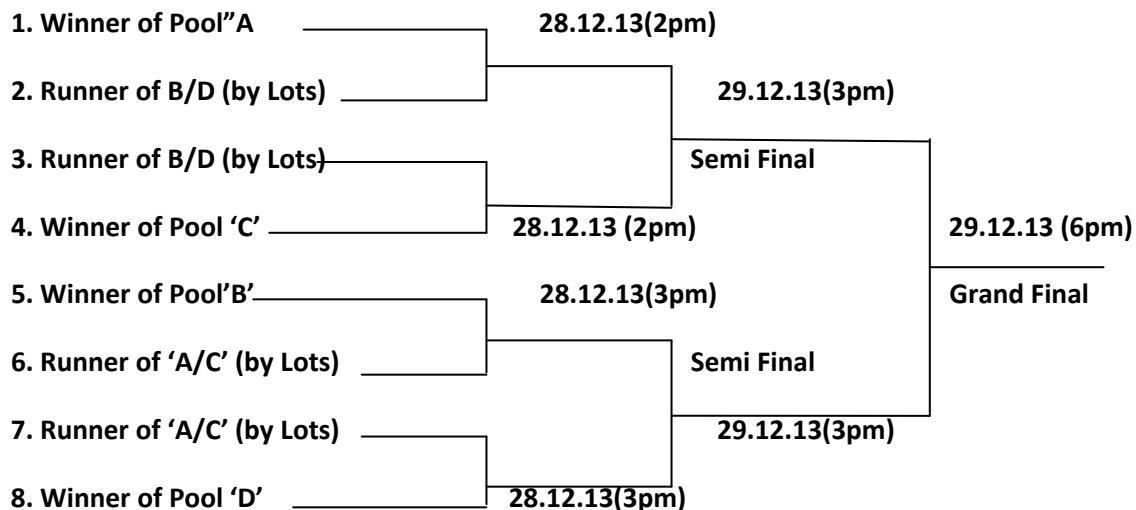 1. Winner of Pool”A 28.12.13(2pm)
2. Runner of B/D (by Lots) 29.12.13(3pm)
3. Runner of B/D (by Lots) Semi Final
4. Winner of Pool ‘C’ 28.12.13 (2pm) 29.12.13 (6pm)
5. Winner of Pool’B’ 28.12.13(3pm) Grand Final
6. Runner of ‘A/C’ (by Lots) Semi Final
7. Runner of ‘A/C’ (by Lots) 29.12.13(3pm)
8. Winner of Pool ‘D’ 28.12.13(3pm)